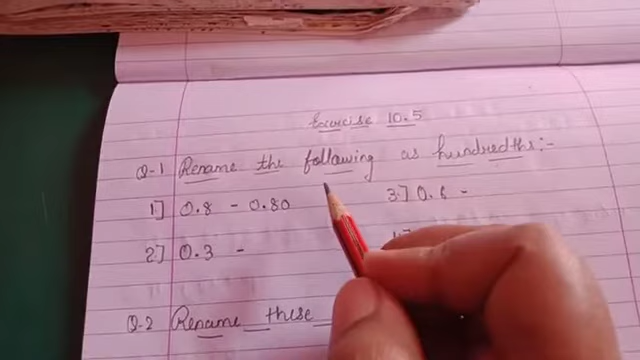 Exercise 10.5
Q-1 Rename the following as hundredths:-
1] 0.8 - 0.80 3] 0.6 -
2] 0.3 -
Q-2 Rename these